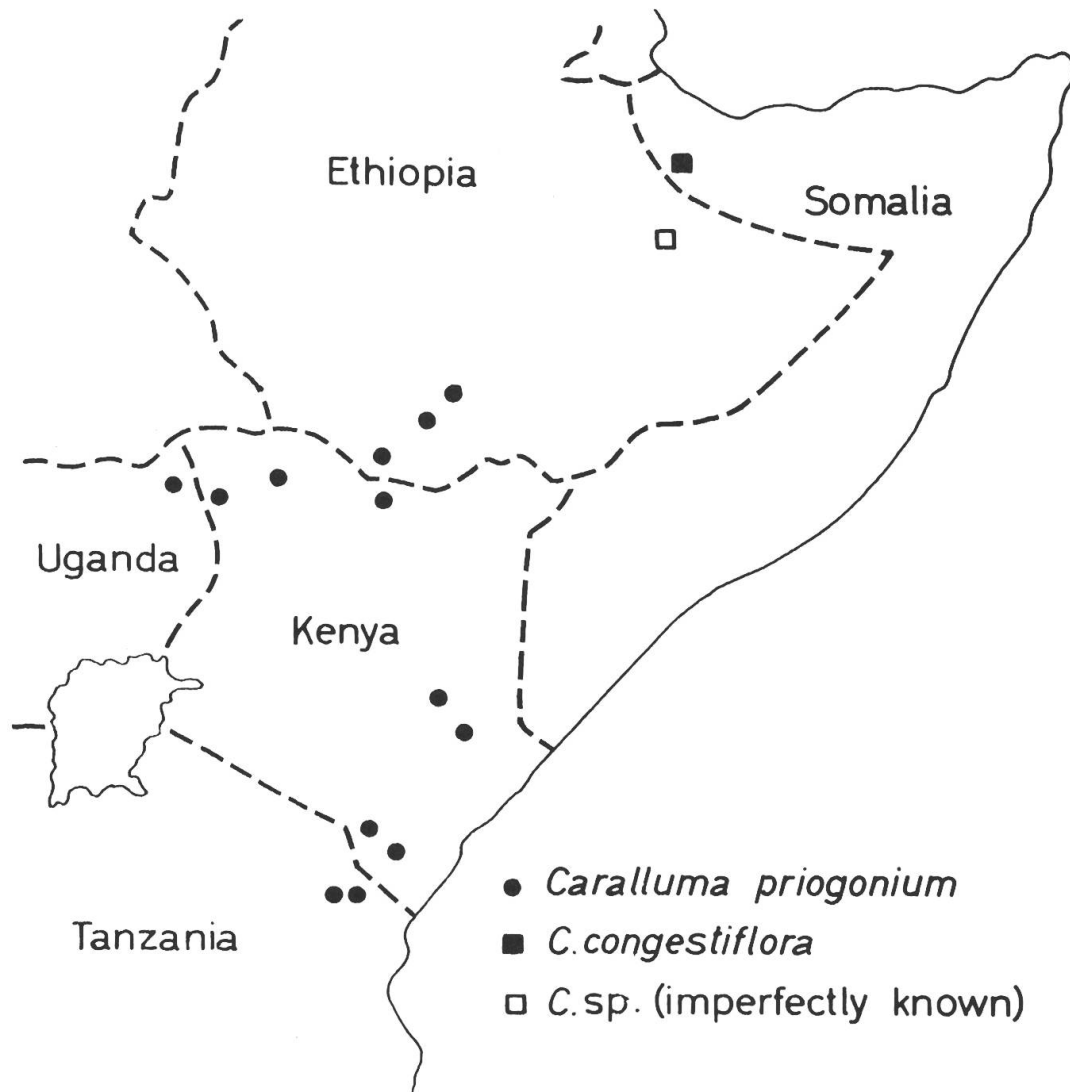 Ethiopia
Somalia
Uganda
Kenya
Tanzania
Caralluma priogonium
C.congestiflora
C.sp. (imperfectly known)